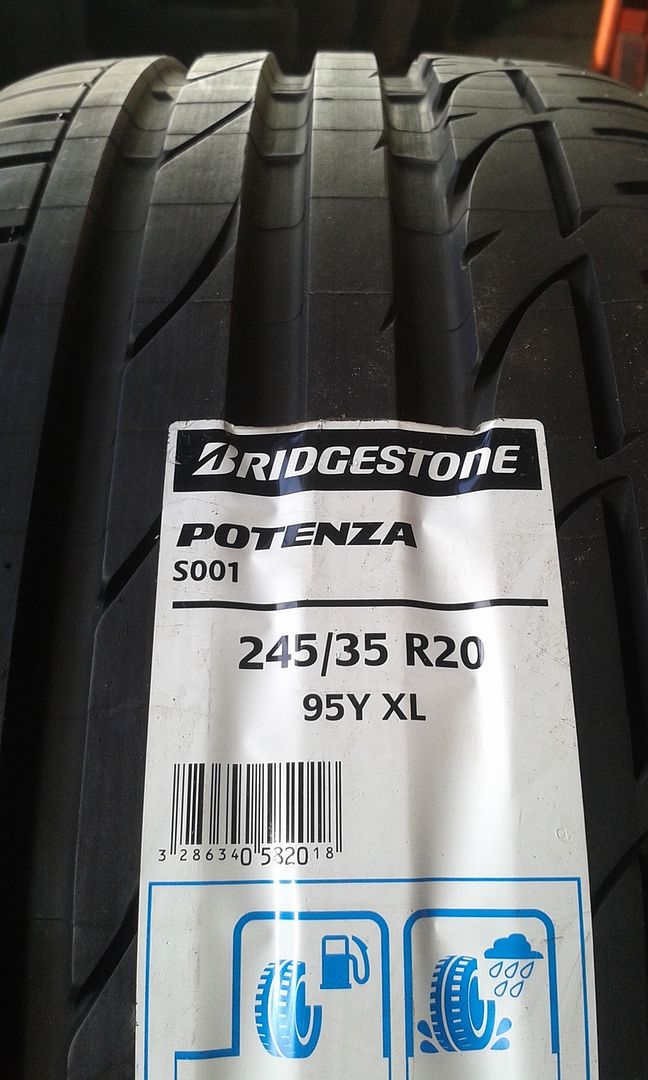 BRIDGESTONE
POTENZA
S001
245/35 R20
95Y XL
3 286340 582018